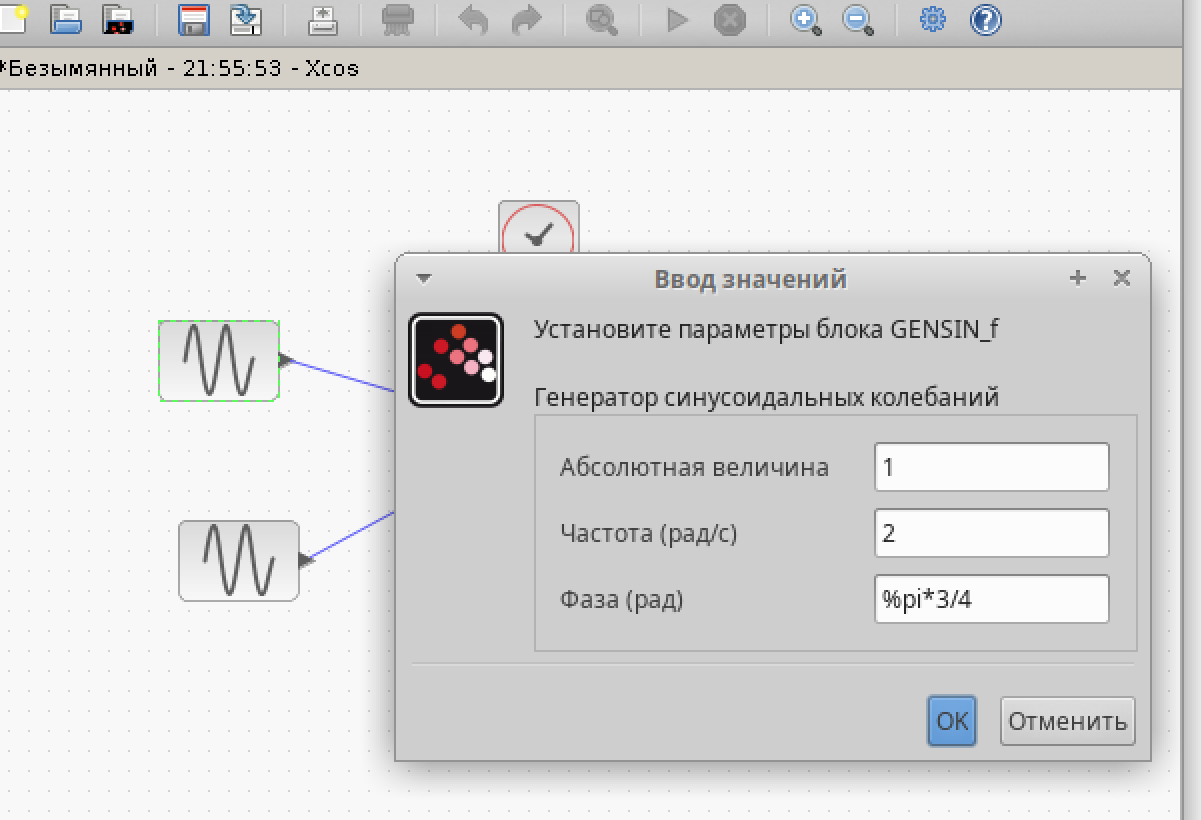 *Безымянный - 21:55:53 - Xcos
Ввод значений
Установите параметры блока GENSIN_f
Генератор синусоидальных колебаний
Абсолютная величина 1
Частота (рад/с) 2
Фаза (рад) %pi*3/4
OK Отменить